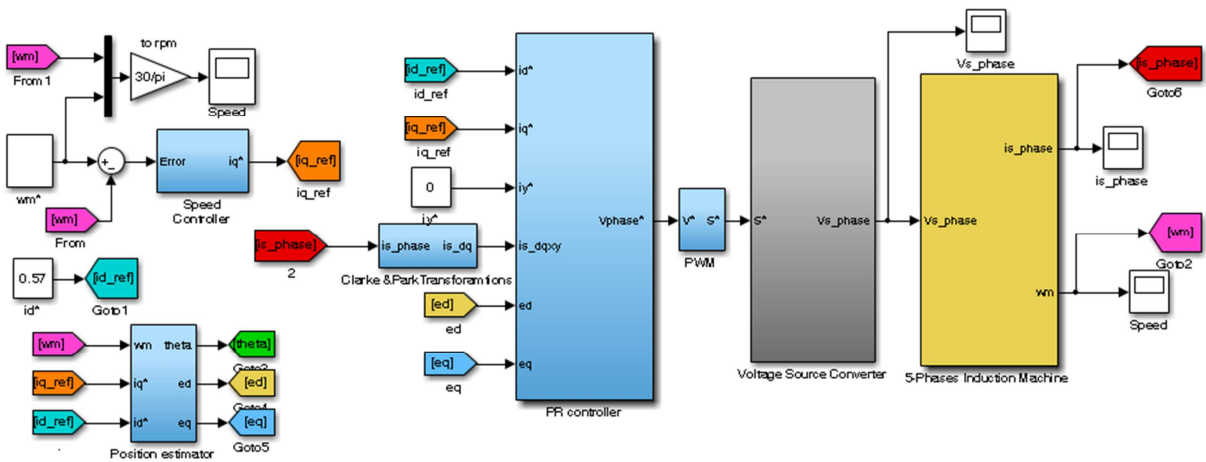 [wm]
From1
to rpm
30/pi
Speed
wm*
+
_
Error
iq*
Speed
Controller
[iq_ref]
iq_ref
[wm]
From
0.57
id*
[id_ref]
Goto1
[wm]
[iq_ref]
[id_ref]
.
wm
iq*
id*
theta
ed
eq
Position estimator
[theta]
Goto3
[ed]
Goto4
[eq]
Goto5
[id_ref]
id_ref
[iq_ref]
iq_ref
0
iy*
[is_phase]
2
is_phase
is_dq
Clarke &ParkTransforamtions
[ed]
ed
[eq]
eq
id*
iq*
iy*
is_dqxy
ed
eq
Vphase*
PR controller
V*
S*
PWM
S*
Vs_phase
Voltage Source Converter
Vs_phase
Vs_phase
is_phase
wm
5-Phases Induction Machine
[is_phase]
Goto6
is_phase
[wm]
Goto2
Speed